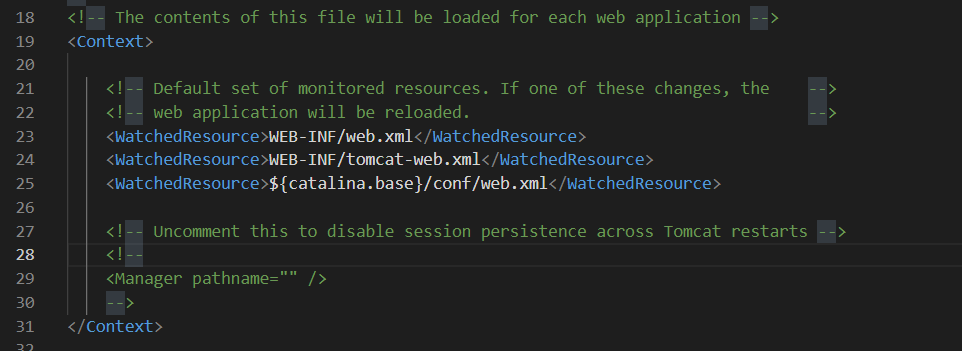 18 <!-- The contents of this file will be loaded for each web application -->
19 <Context>
20
21 <!-- Default set of monitored resources. If one of these changes, the -->
22 <!-- web application will be reloaded. -->
23 <WatchedResource>WEB-INF/web.xml</WatchedResource>
24 <WatchedResource>WEB-INF/tomcat-web.xml</WatchedResource>
25 <WatchedResource>${catalina.base}/conf/web.xml</WatchedResource>
26
27 <!-- Uncomment this to disable session persistence across Tomcat restarts -->
28 <!--
29 <Manager pathname="" />
30 -->
31 </Context>
32